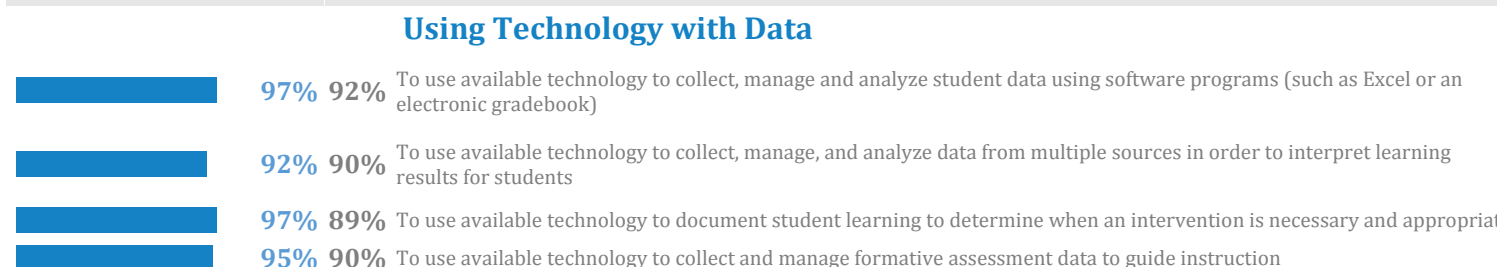 Using Technology with Data
97% 92% To use available technology to collect, manage and analyze student data using software programs (such as Excel or an
electronic gradebook)
92% 90% To use available technology to collect, manage, and analyze data from multiple sources in order to interpret learning
results for students
97% 89% To use available technology to document student learning to determine when an intervention is necessary and appropriat
95% 90% To use available technology to collect and manage formative assessment data to guide instruction